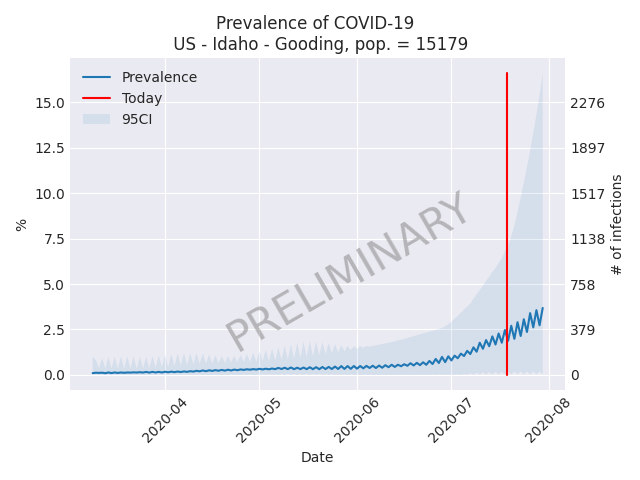 Prevalence of COVID-19
US - Idaho - Gooding, pop. = 15179
Prevalence
Today
95CI
PRELIMINARY
15.0
12.5
10.0
7.5
5.0
2.5
0.0
%
2276
1897
1517
1138
758
379
0
# of infections
2020-04
2020-05
2020-06
2020-07
2020-08
Date